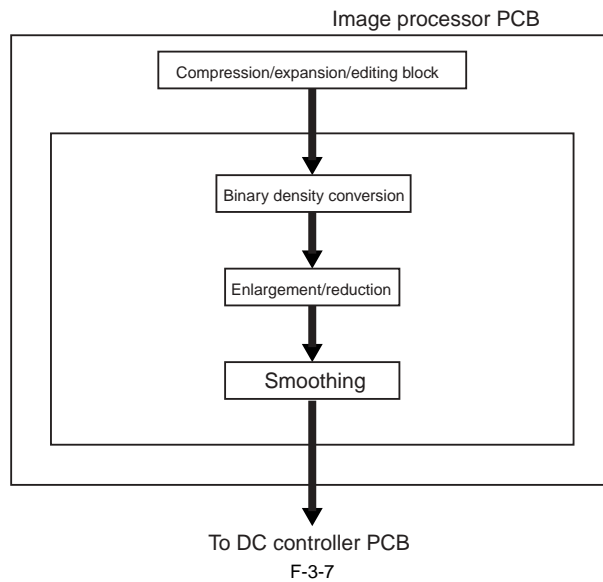 Image processor PCB
Compression/expansion/editing block
Binary density conversion
Enlargement/reduction
Smoothing
To DC controller PCB
F-3-7